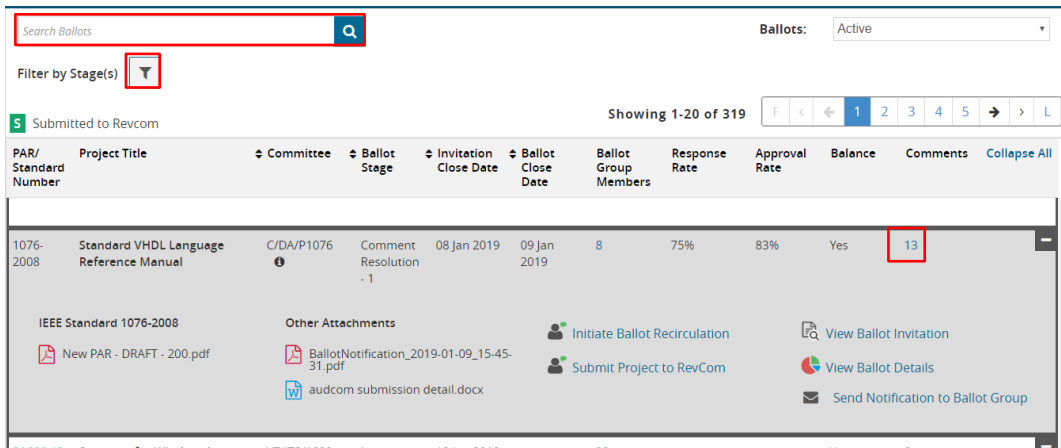 Search Ballots
Ballots: Active
Filter by Stage(s)
Showing 1-20 of 319 F < 1 2 3 4 5 > L
S Submitted to Revcom
PAR/ Standard Number Project Title Committee Ballot Stage Invitation Close Date Ballot Close Date Ballot Group Members Response Rate Approval Rate Balance Comments Collapse All
1076-2008 Standard VHDL Language Reference Manual C/DA/P1076 Comment Resolution - 1 08 Jan 2019 09 Jan 2019 8 75% 83% Yes 13
IEEE Standard 1076-2008
New PAR - DRAFT - 200.pdf
Other Attachments
BallotNotification_2019-01-09_15-45-
31.pdf
audcom submission detail.docx
Initiate Ballot Recirculation
Submit Project to RevCom
View Ballot Invitation
View Ballot Details
Send Notification to Ballot Group